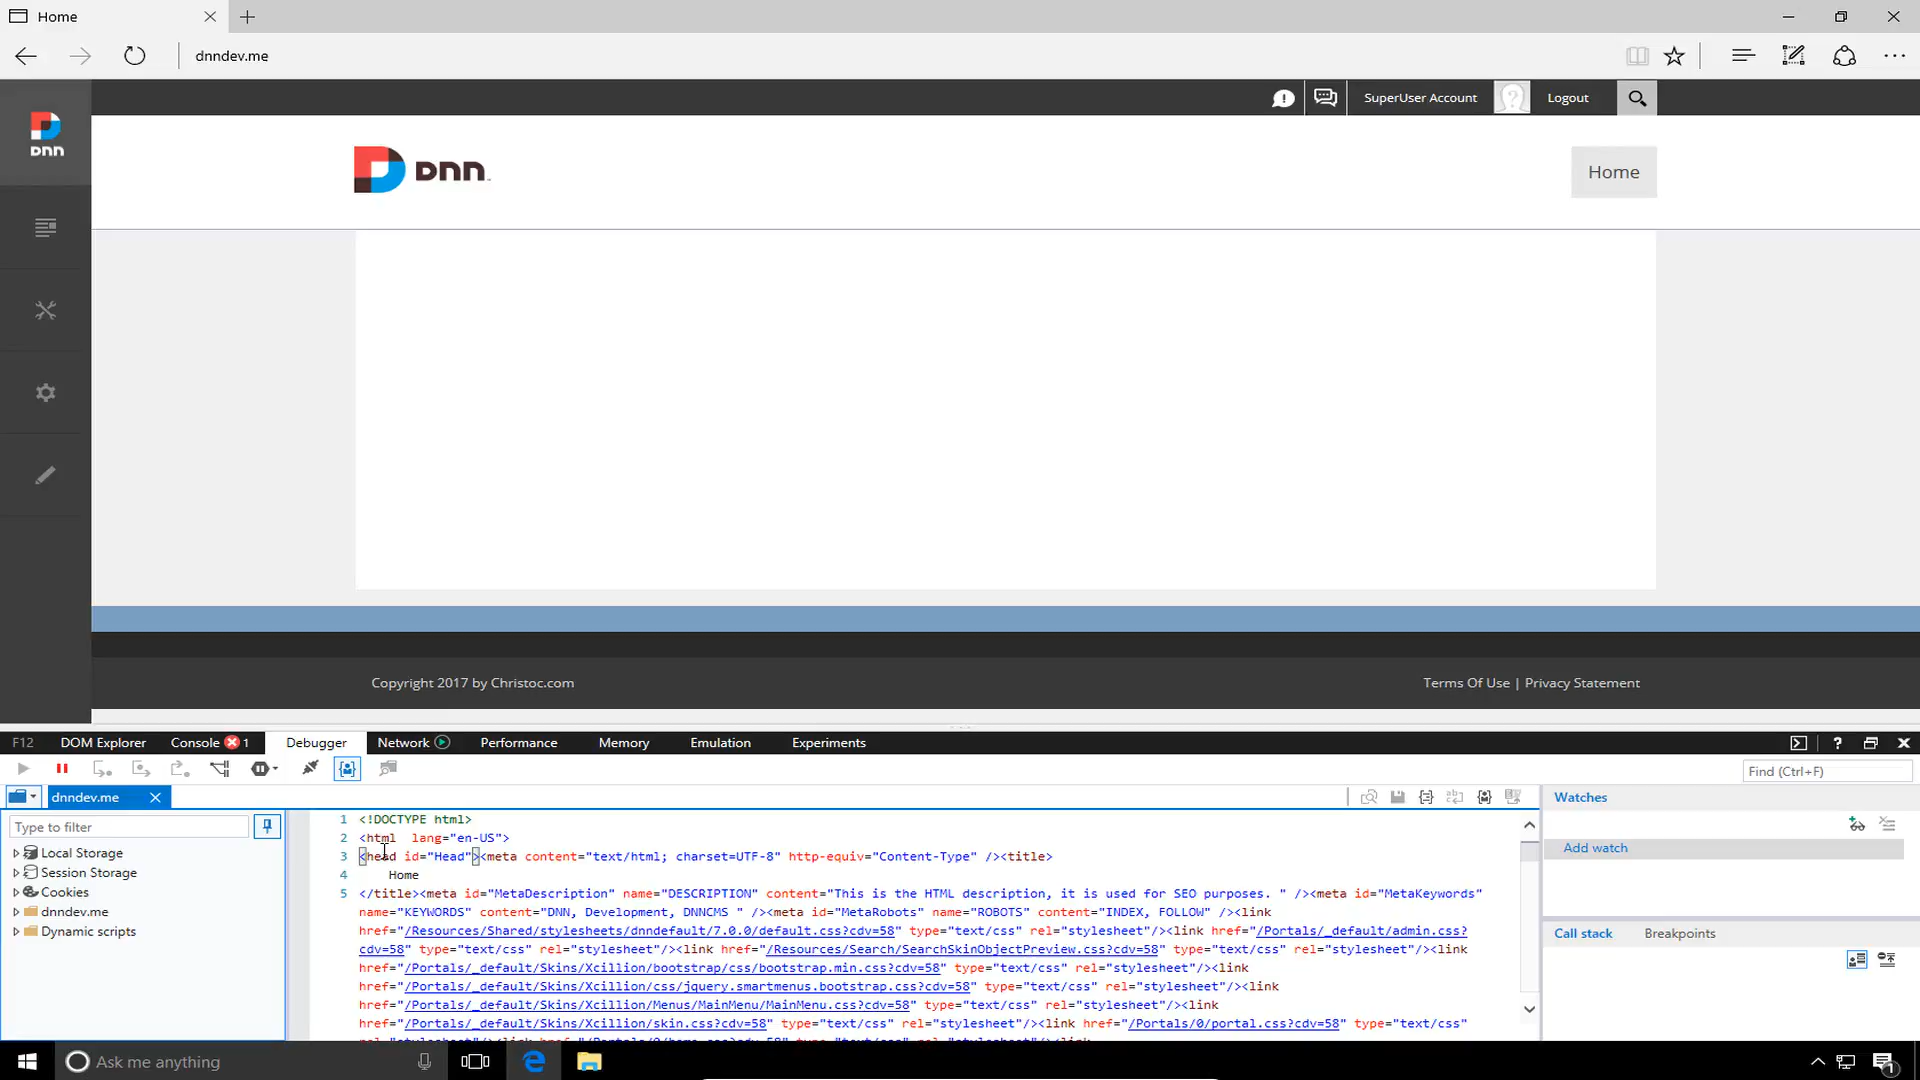 Home
dnndev.me
DNN
SuperUser Account
Logout
DNN
Home
Copyright 2017 by Christoc.com
Terms Of Use | Privacy Statement
F12 DOM Explorer Console 1 Debugger Network Performance Memory Emulation Experiments
Find (Ctrl+F)
dnndev.me
Watches
Type to filter
Local Storage
Session Storage
Cookies
dnndev.me
Dynamic scripts
1 <!DOCTYPE html>
2 <html  lang="en-US">
3 <head id="Head"><meta content="text/html; charset=UTF-8" http-equiv="Content-Type" /><title>
4 Home
5 </title><meta id="MetaDescription" name="DESCRIPTION" content="This is the HTML description, it is used for SEO purposes. " /><meta id="MetaKeywords"
name="KEYWORDS" content="DNN, Development, DNNCMS " /><meta id="MetaRobots" name="ROBOTS" content="INDEX, FOLLOW" /><link
href="/Resources/Shared/stylesheets/dnndefault/7.0.0/default.css?cdv=58" type="text/css" rel="stylesheet"/><link href="/Portals/_default/admin.css?
cdv=58" type="text/css" rel="stylesheet"/><link href="/Resources/Search/SearchSkinObjectPreview.css?cdv=58" type="text/css" rel="stylesheet"/><link
href="/Portals/_default/Skins/Xcillion/bootstrap/css/bootstrap.min.css?cdv=58" type="text/css" rel="stylesheet"/><link
href="/Portals/_default/Skins/Xcillion/css/jquery.smartmenus.bootstrap.css?cdv=58" type="text/css" rel="stylesheet"/><link
href="/Portals/_default/Skins/Xcillion/Menus/MainMenu/MainMenu.css?cdv=58" type="text/css" rel="stylesheet"/><link
href="/Portals/_default/Skins/Xcillion/skin.css?cdv=58" type="text/css" rel="stylesheet"/><link href="/Portals/0/portal.css?cdv=58" type="text/css"
Add watch
Call stack
Breakpoints
Ask me anything
1